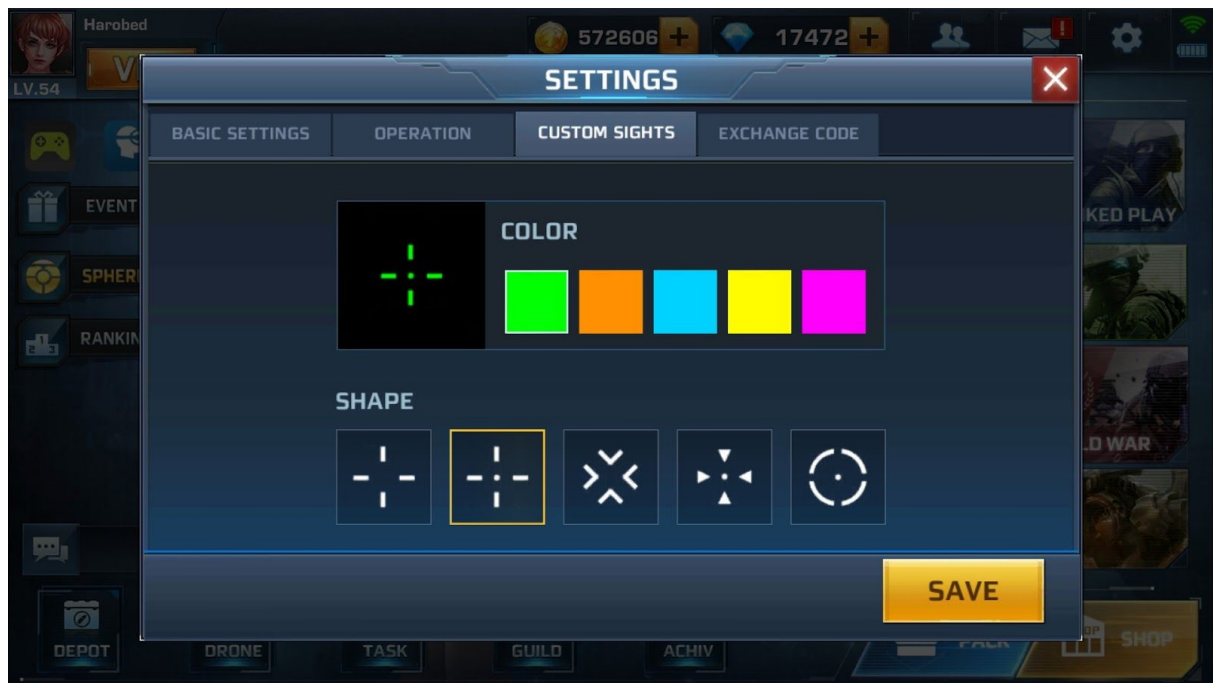 Harobed
572606
17472
LV.54
SETTINGS
BASIC SETTINGS
OPERATION
CUSTOM SIGHTS
EXCHANGE CODE
EVENT
SPHER
RANKIN
KED PLAY
D WAR
COLOR
SHAPE
SAVE
DEPOT
DRONE
TASK
GUILD
ACHIV
PACK
SHOP